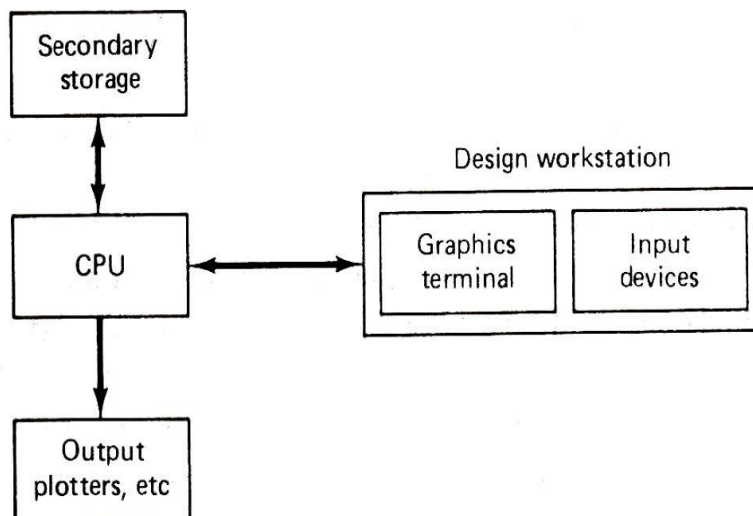 Secondary
storage
Design workstation
CPU
Graphics
terminal
Input
devices
Output
plotters, etc